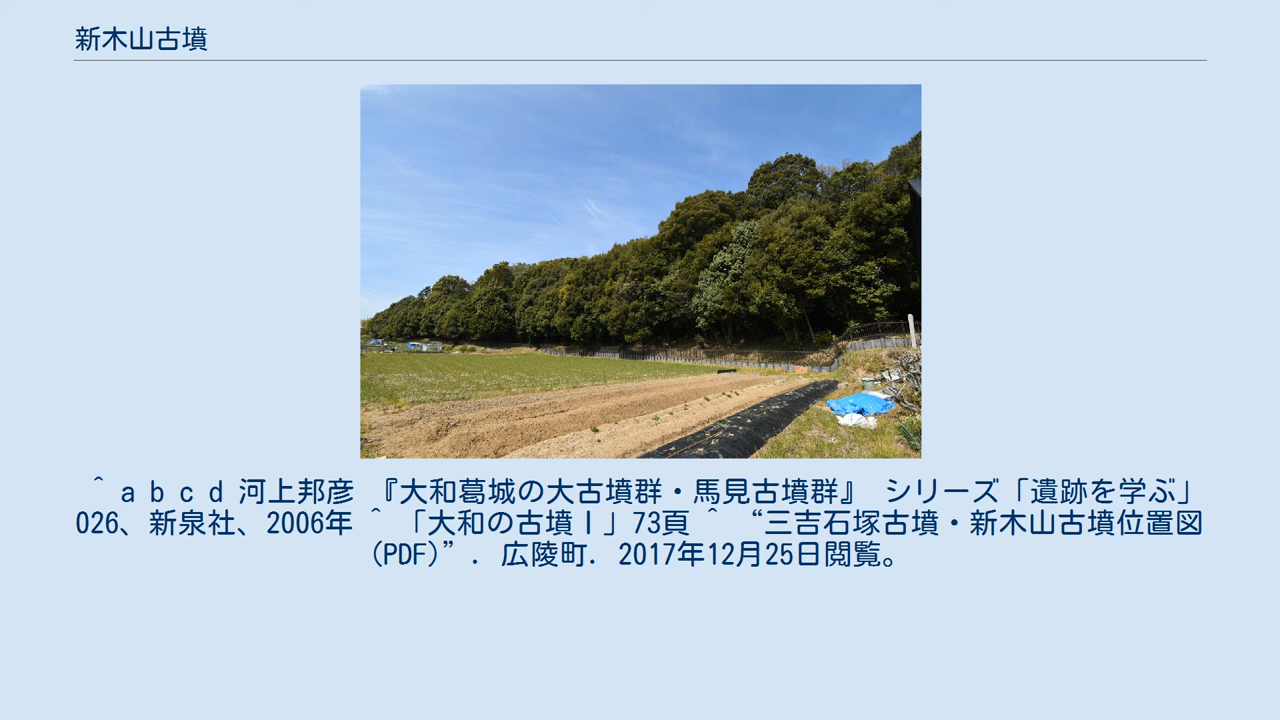 新木山古墳
^ a b c d 河上邦彦 『大和葛城の大古墳群・馬見古墳群』 シリーズ「遺跡を学ぶ」
026、新泉社、2006年 ^ 「大和の古墳Ⅰ」73頁 ^ “三吉石塚古墳・新木山古墳位置図
(PDF)”. 広陵町. 2017年12月25日閲覧。